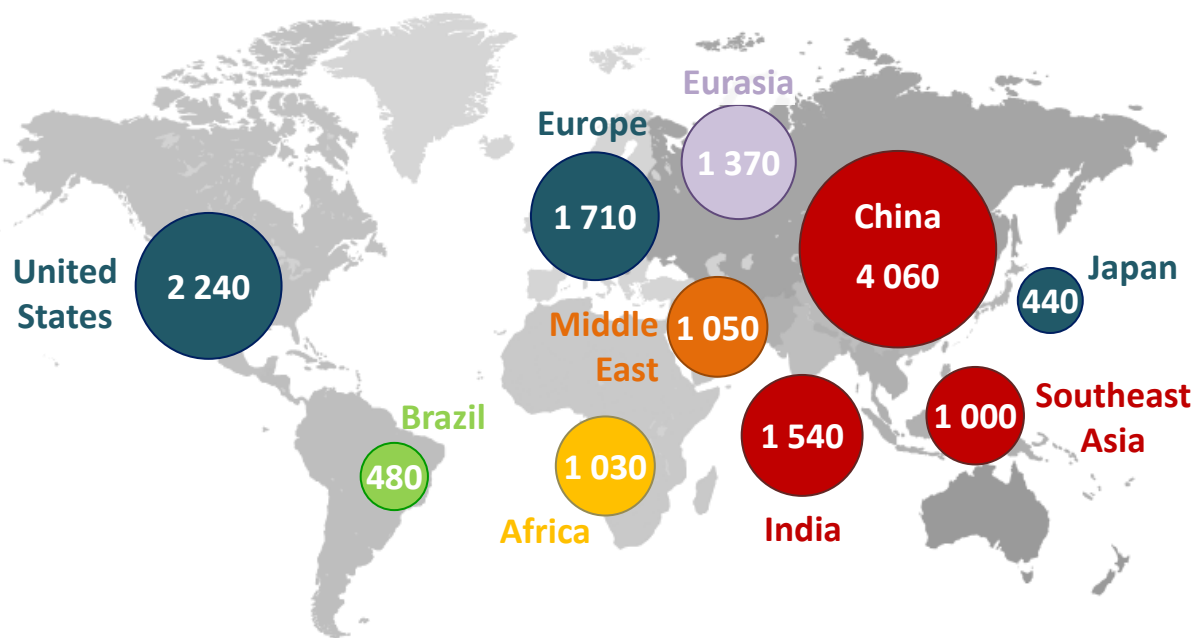 Eurasia
1 370
Europe
1 710
China
4 060
United
States
2 240
Japan
440
Middle
East
1 050
Brazil
480
Africa
1 030
India
1 540
Southeast
Asia
1 000